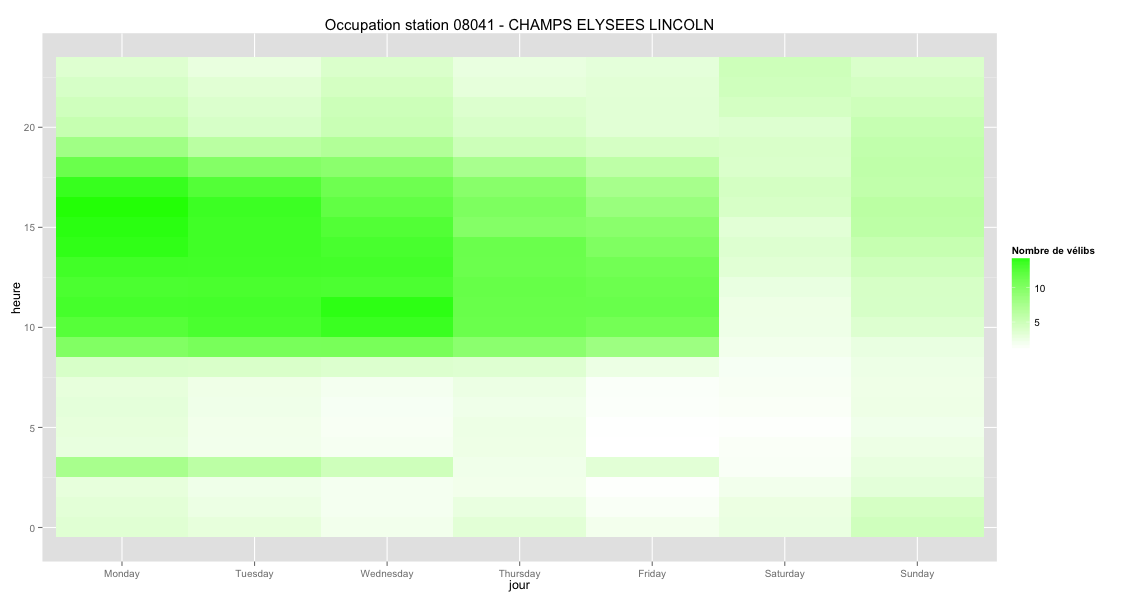 Occupation station 08041 - CHAMPS ELYSEES LINCOLN
20
15
10
5
0
heure
Monday Tuesday Wednesday Thursday Friday Saturday Sunday
jour
Nombre de vélibs
10
5